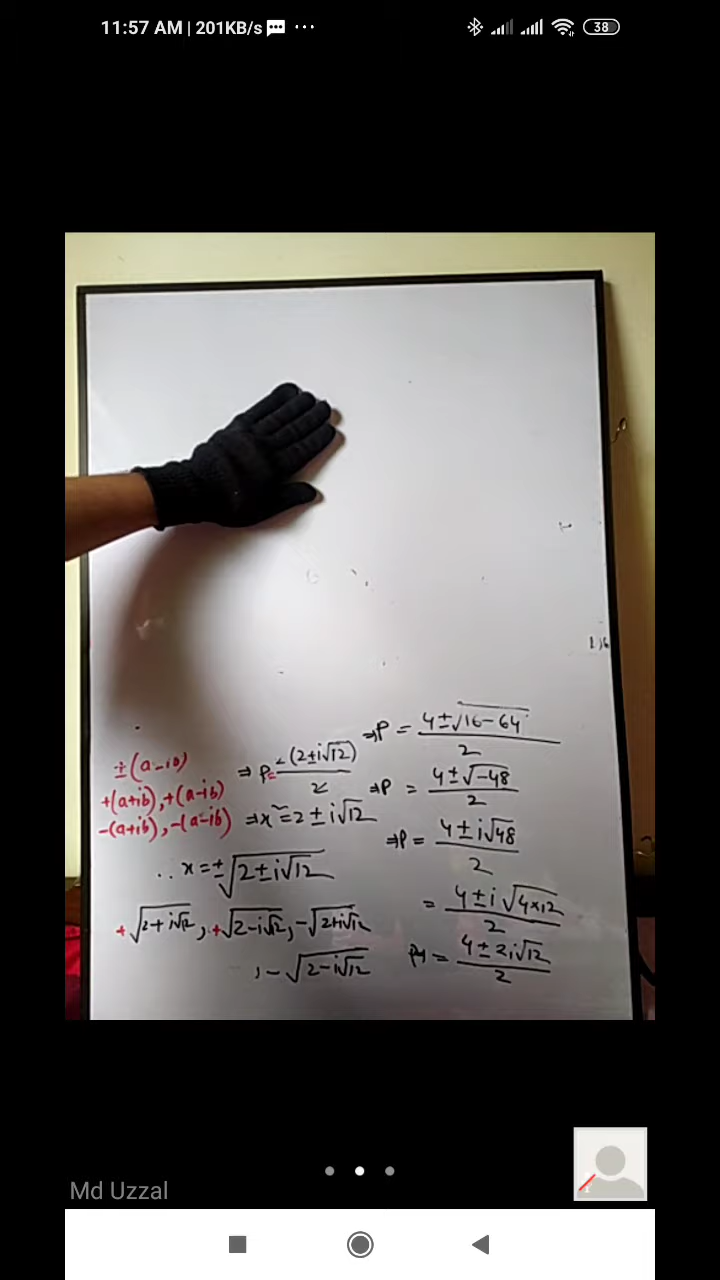 11:57 AM | 201KB/s ...
38
⇒P = 4±√16-64 / 2
⇒P = 4±√-48 / 2
⇒P = 4±i√48 / 2
= 4±i√4×12 / 2
= 4±2i√12 / 2
±(a-ib)
+(a+ib), +(a-ib)
-(a+ib), -(a-ib)
⇒ P = 2(2±i√12) / 2
⇒x² = 2±i√12
∴ x = ±√2±i√12
+√2+i√12, +√2-i√12, -√2+i√12
, -√2-i√12
Md Uzzal